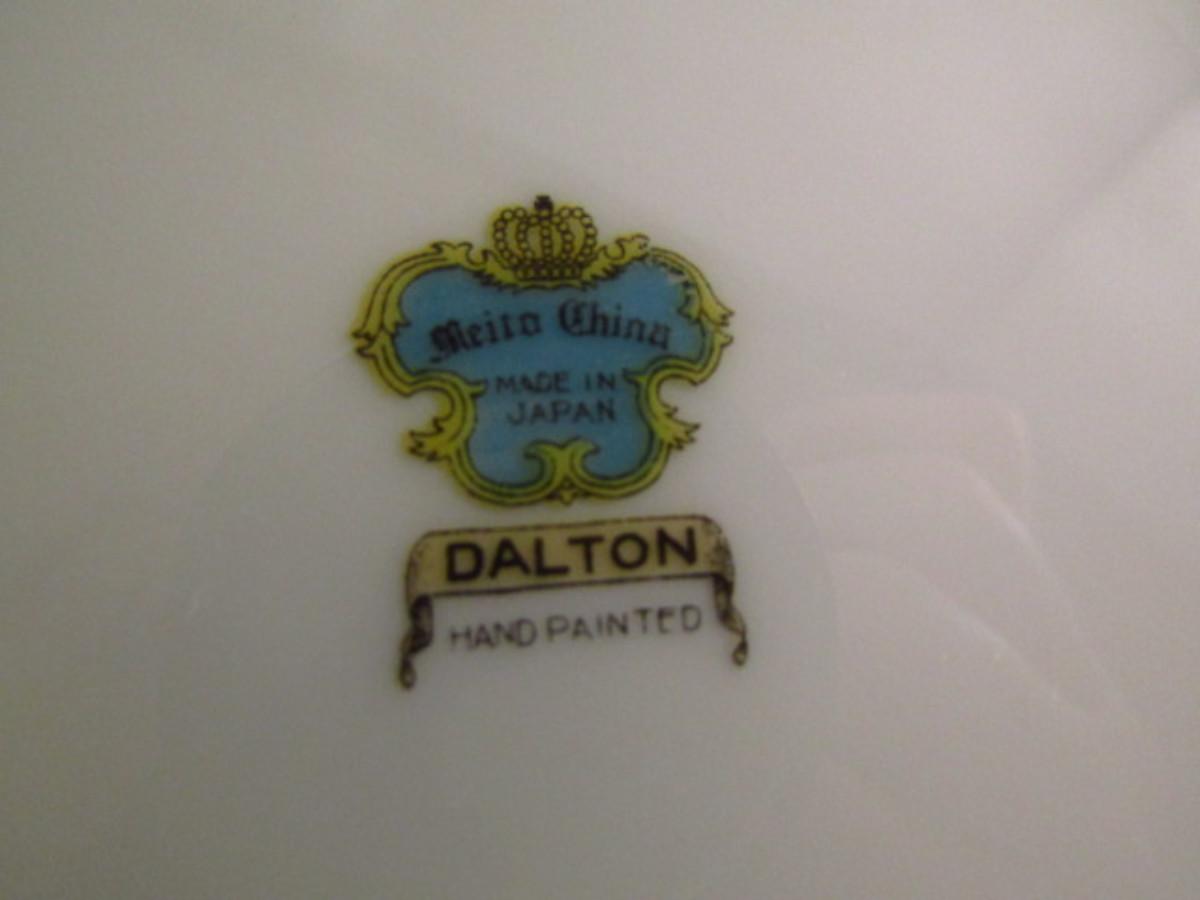 Meito China
MADE IN
JAPAN
DALTON
HAND PAINTED